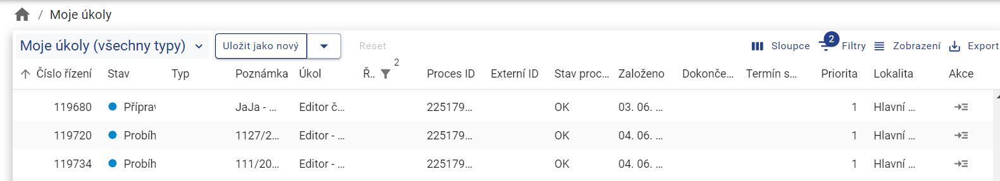 / Moje úkoly
Moje úkoly (všechny typy) Uložit jako nový Reset Sloupce 2 Filtry Zobrazení Export
Číslo řízení Stav Typ Poznámka Úkol Ř.. 2 Proces ID Externí ID Stav proc... Založeno Dokonče... Termín s... Priorita Lokalita Akce
119680 Příprav JaJa - ... Editor č... 225179... OK 03. 06. ... 1 Hlavní ...
119720 Probíh 1127/2... Editor - ... 225179... OK 04. 06. ... 1 Hlavní ...
119734 Probíh 111/20... Editor - ... 225179... OK 04. 06. ... 1 Hlavní ...